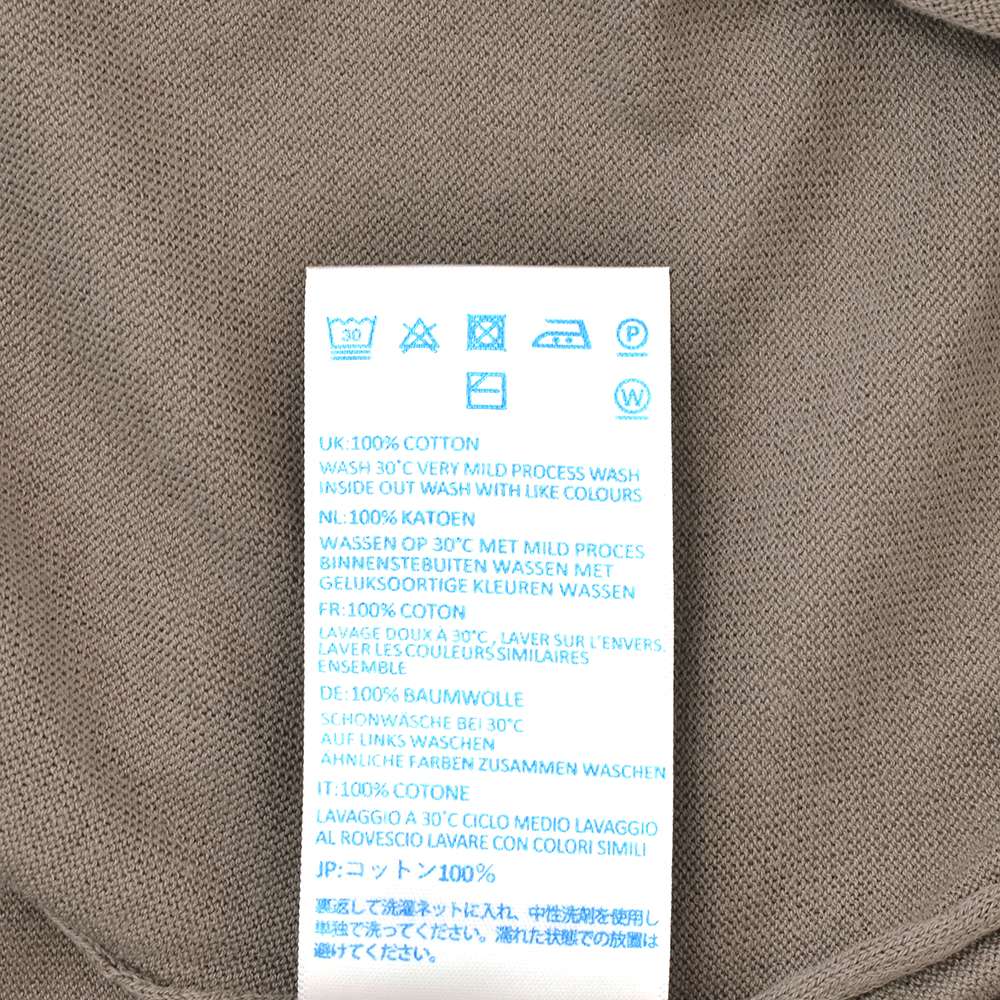 30 P
W
UK:100% COTTON
WASH 30°C VERY MILD PROCESS WASH
INSIDE OUT WASH WITH LIKE COLOURS
NL:100% KATOEN
WASSEN OP 30°C MET MILD PROCES
BINNENSTEBUITEN WASSEN MET
GELIJKSOORTIGE KLEUREN WASSEN
FR:100% COTON
LAVAGE DOUX A 30°C , LAVER SUR L'ENVERS.
LAVER LES COULEURS SIMILAIRES
ENSEMBLE
DE:100% BAUMWOLLE
SCHONWÄSCHE BEI 30°C
AUF LINKS WASCHEN
ÄHNLICHE FARBEN ZUSAMMEN WASCHEN
IT:100% COTONE
LAVAGGIO A 30°C CICLO MEDIO LAVAGGIO
AL ROVESCIO LAVARE CON COLORI SIMILI
JP:コットン100%
裏返して洗濯ネットに入れ、中性洗剤を使用し
単独で洗ってください。濡れた状態での放置は
避けてください。